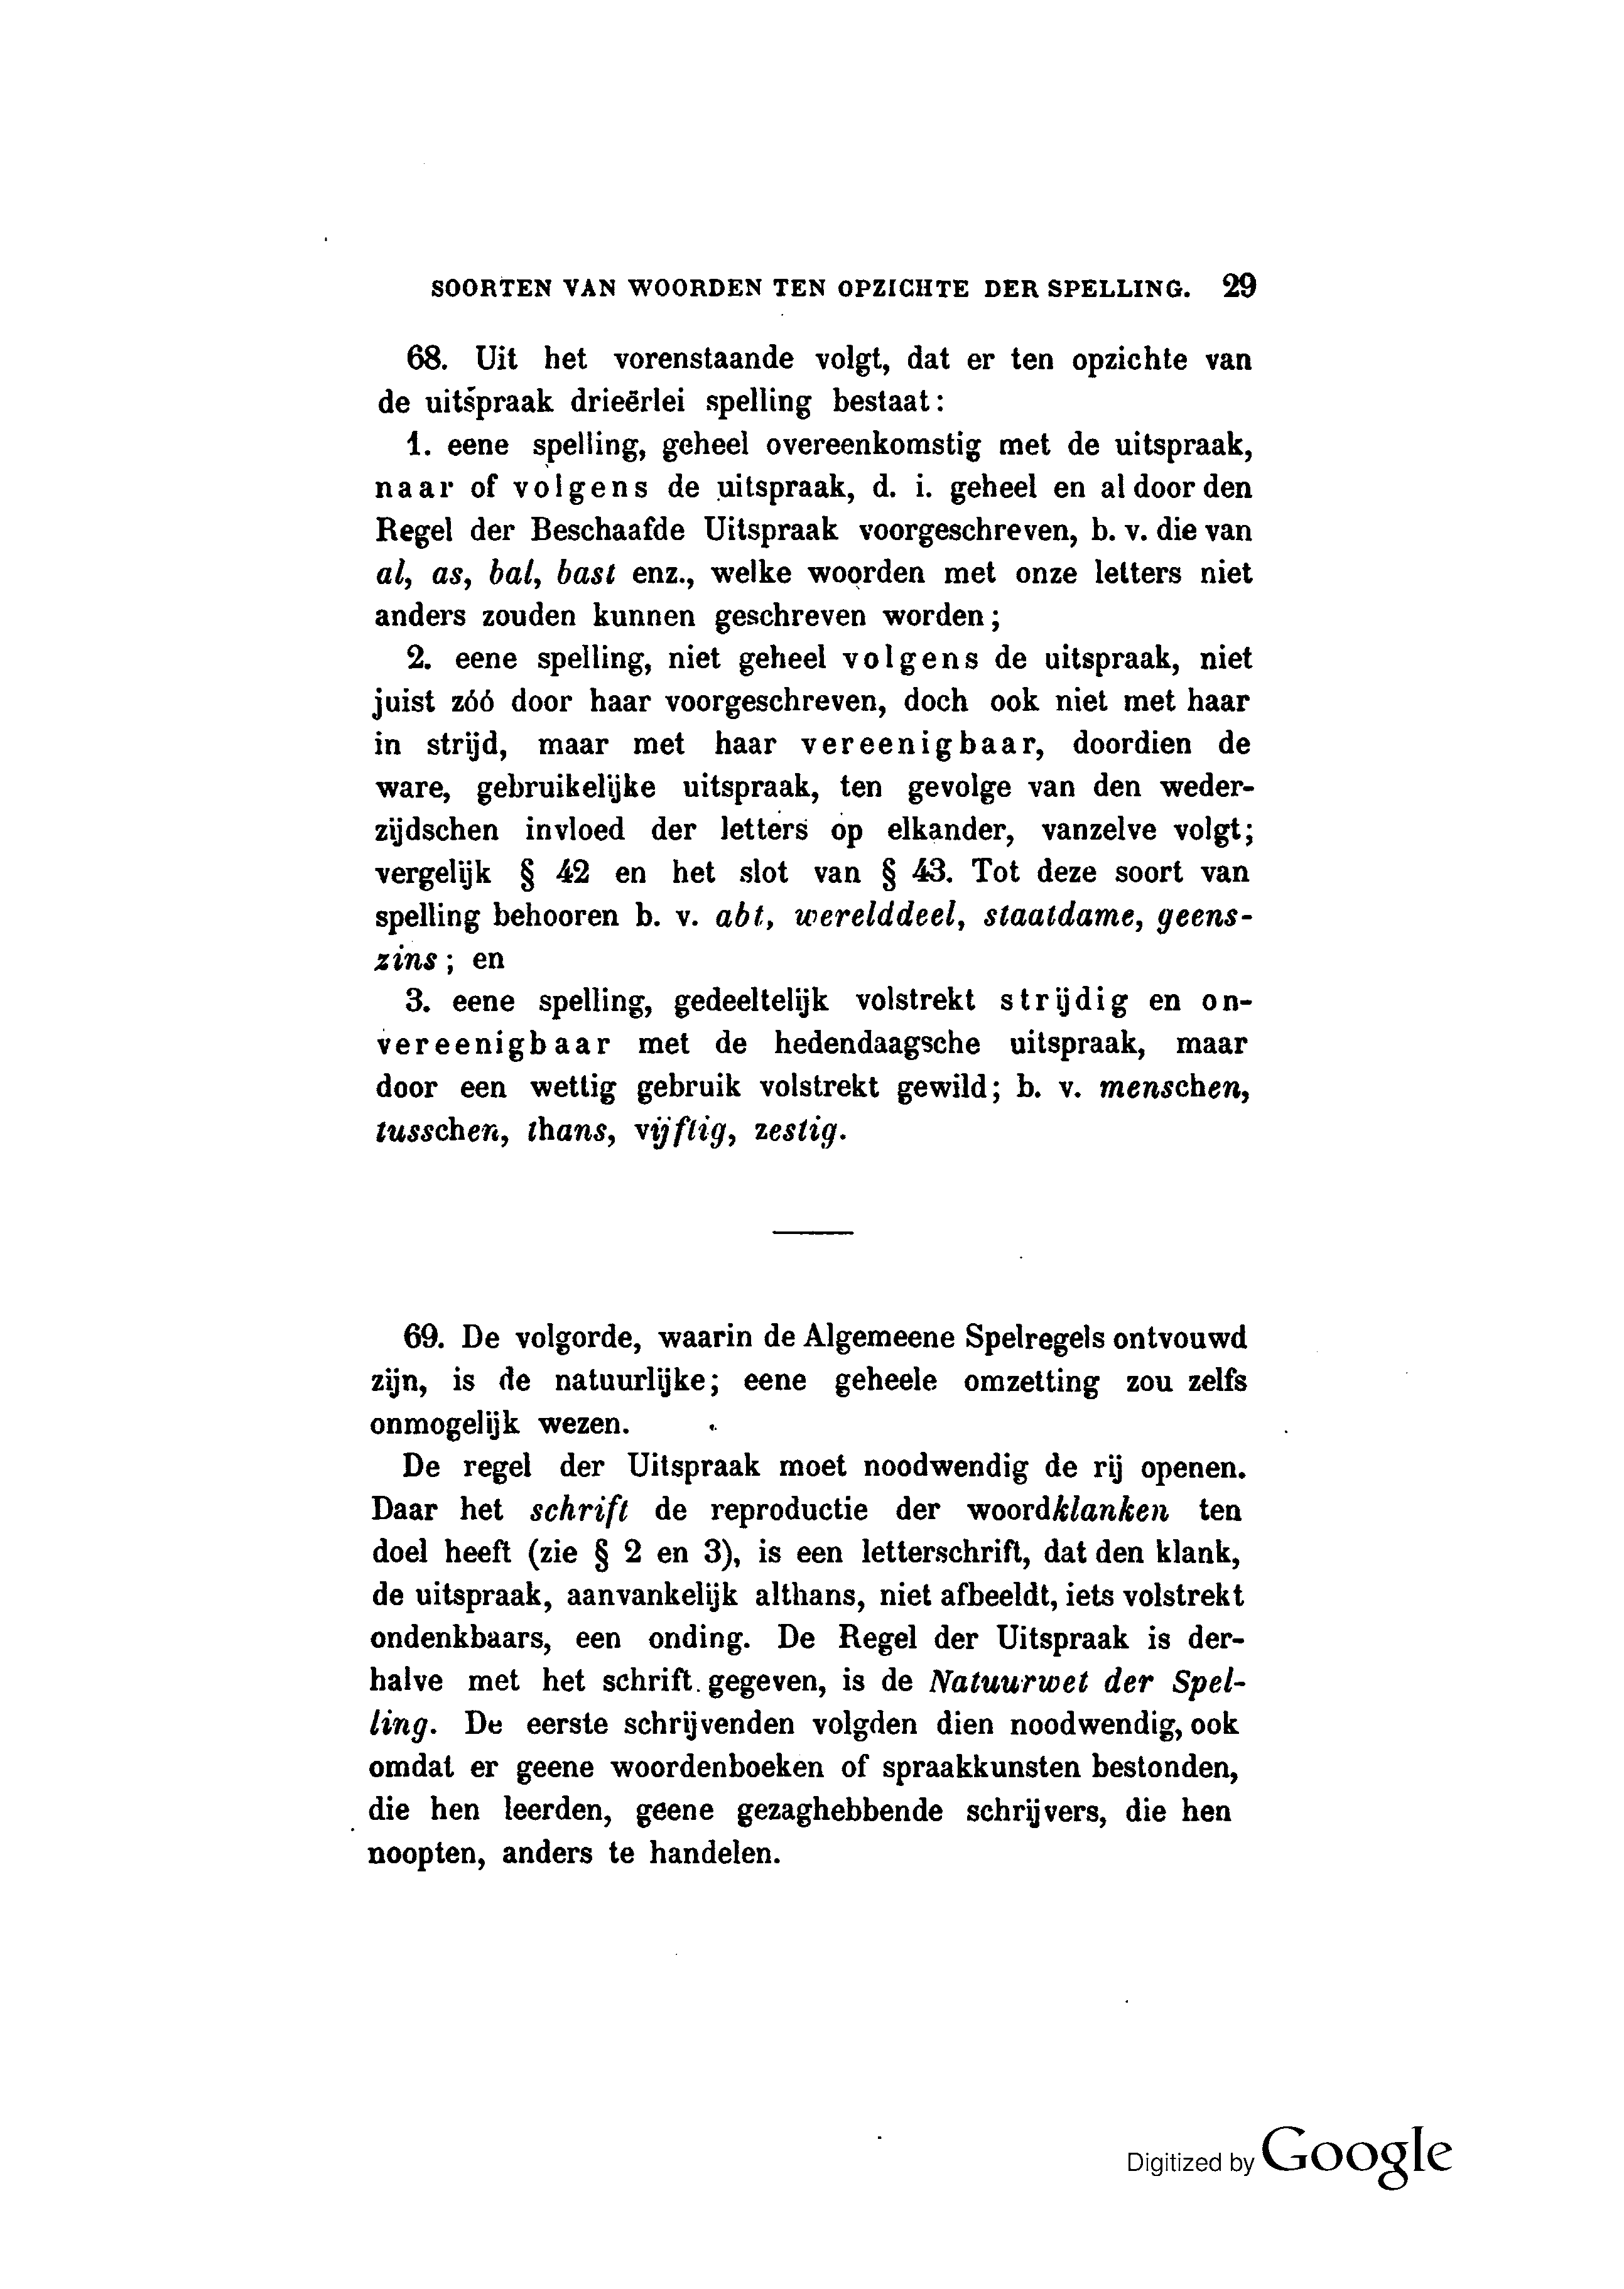 SOORTEN VAN WOORDEN TEN OPZICHTE DER SPELLING. 29
68. Uit het vorenstaande volgt, dat er ten opzichte van
de uitspraak drieërlei spelling bestaat:
1. eene spelling, geheel overeenkomstig met de uitspraak,
naar of volgens de uitspraak, d. i. geheel en al door den
Regel der Beschaafde Uitspraak voorgeschreven, b. v. die van
al, as, bal, bast enz., welke woorden met onze letters niet
anders zouden kunnen geschreven worden;
2. eene spelling, niet geheel volgens de uitspraak, niet
juist zóó door haar voorgeschreven, doch ook niet met haar
in strijd, maar met haar vereenigbaar, doordien de
ware, gebruikelijke uitspraak, ten gevolge van den weder-
zijdschen invloed der letters op elkander, vanzelve volgt;
vergelijk § 42 en het slot van § 43. Tot deze soort van
spelling behooren b. v. abt, werelddeel, staatdame, geens-
zins; en
3. eene spelling, gedeeltelijk volstrekt strijdig en on-
vereenigbaar met de hedendaagsche uitspraak, maar
door een wettig gebruik volstrekt gewild; b. v. menschen,
tusschen, thans, vijftig, zestig.
69. De volgorde, waarin de Algemeene Spelregels ontvouwd
zijn, is de natuurlijke; eene geheele omzetting zou zelfs
onmogelijk wezen.
De regel der Uitspraak moet noodwendig de rij openen.
Daar het schrift de reproductie der woordklanken ten
doel heeft (zie § 2 en 3), is een letterschrift, dat den klank,
de uitspraak, aanvankelijk althans, niet afbeeldt, iets volstrekt
ondenkbaars, een onding. De Regel der Uitspraak is der-
halve met het schrift gegeven, is de Natuurwet der Spel-
ling. De eerste schrijvenden volgden dien noodwendig, ook
omdat er geene woordenboeken of spraakkunsten bestonden,
die hen leerden, geene gezaghebbende schrijvers, die hen
noopten, anders te handelen.
Digitized by Google